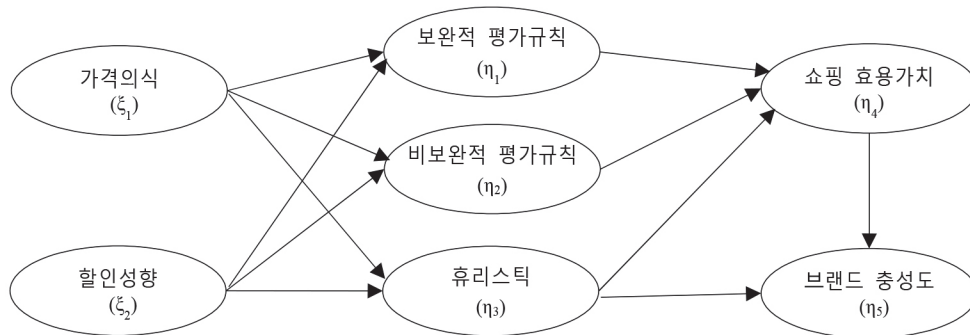 가격의식
(ξ1)
할인성향
(ξ2)
보완적 평가규칙
(η1)
비보완적 평가규칙
(η2)
휴리스틱
(η3)
쇼핑 효용가치
(η4)
브랜드 충성도
(η5)